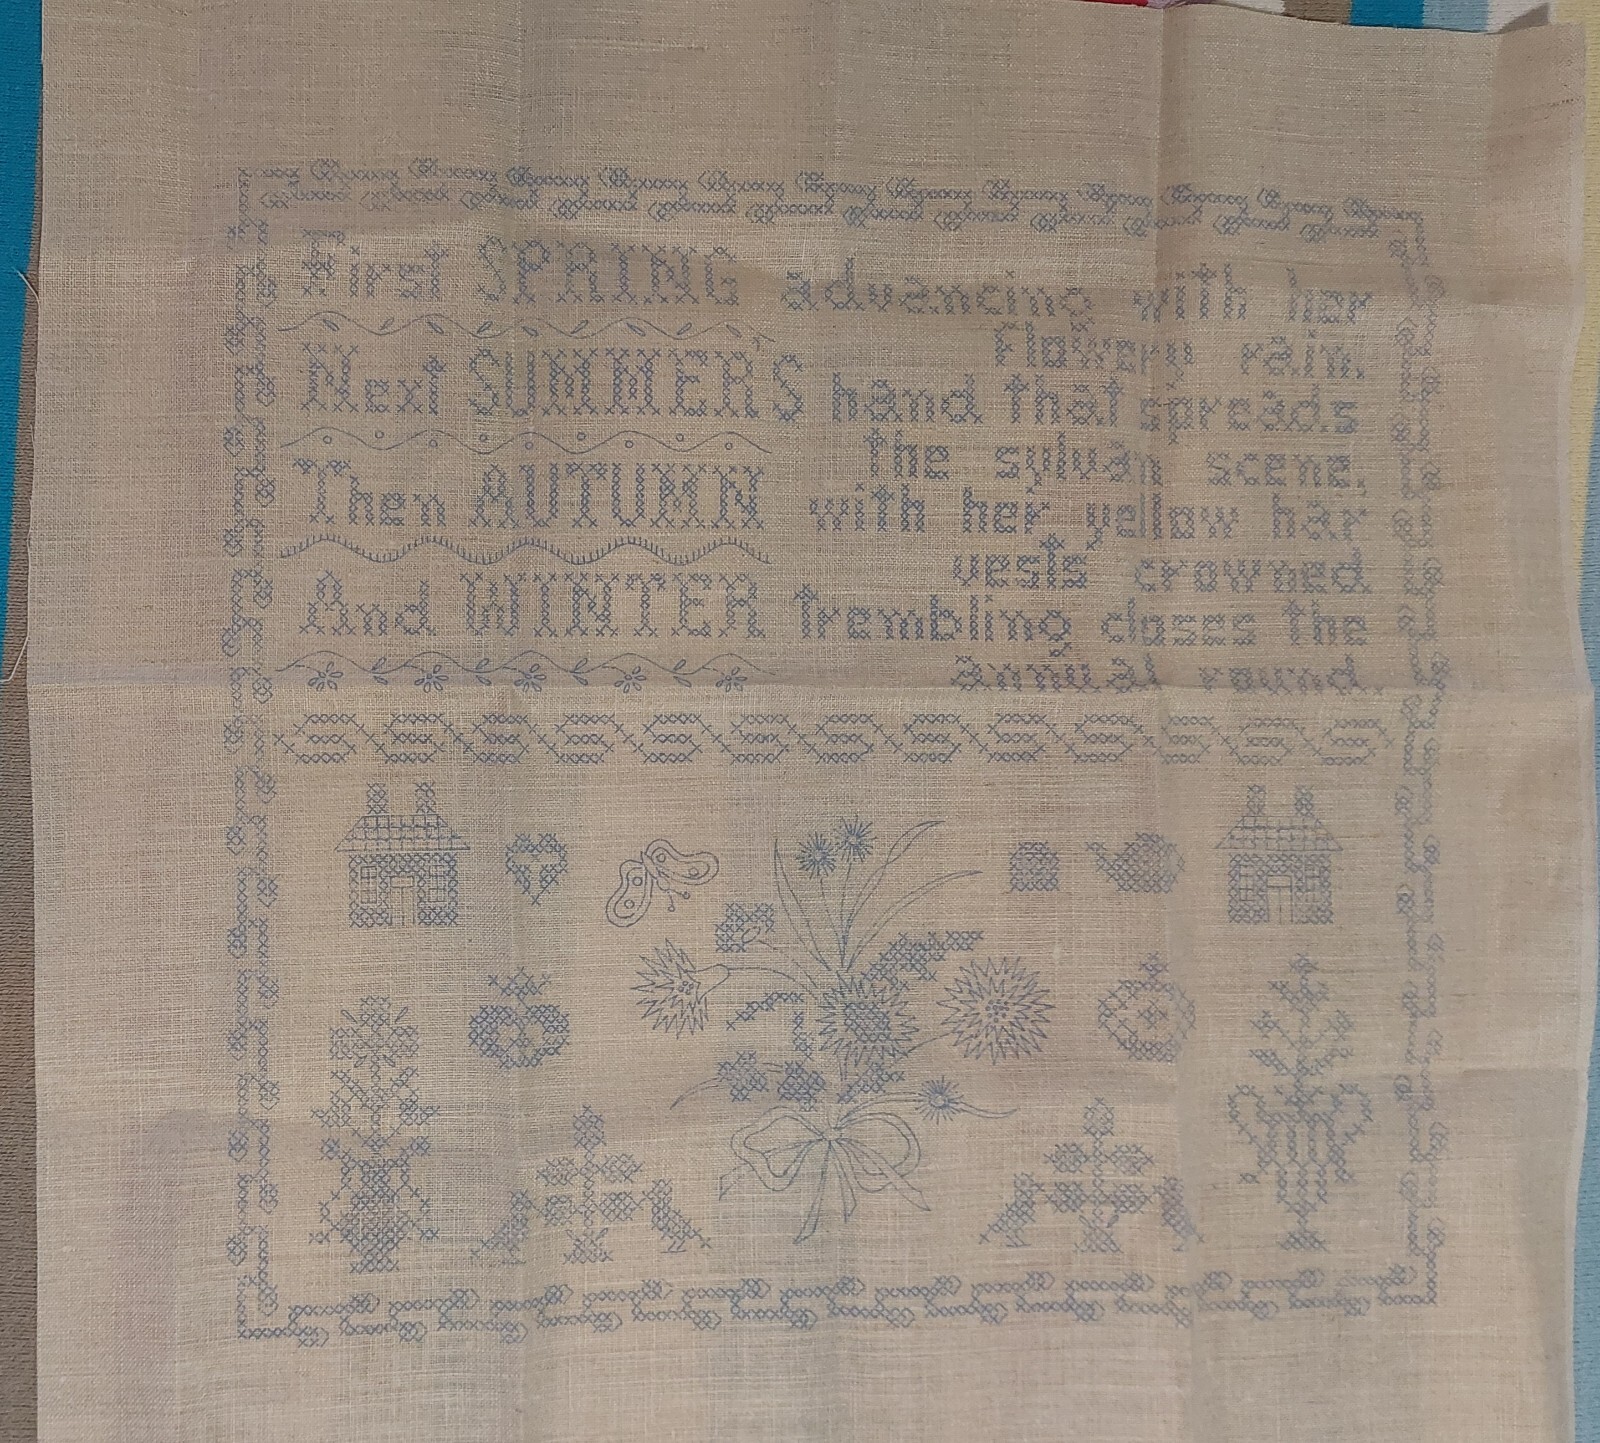 First SPRING advancing with her
flowery rain,
Next SUMMER'S hand that spreads
the sylvan scene,
Then AUTUMN with her yellow har
vests crowned
And WINTER trembling closes the
annual round